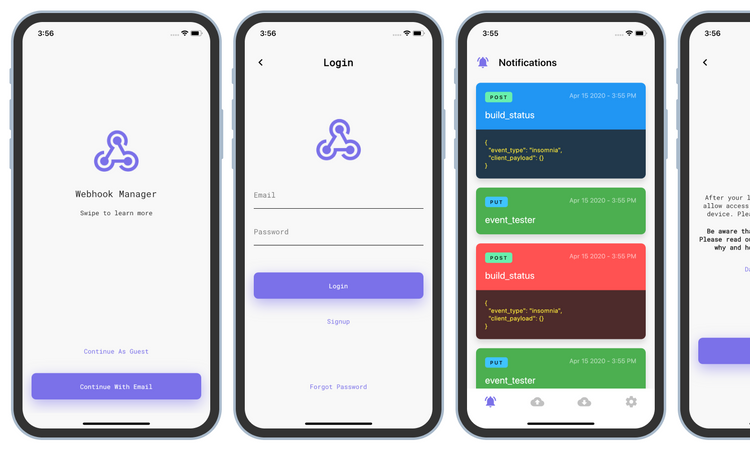 3:56
Webhook Manager
Swipe to learn more
Continue As Guest
Continue With Email
3:56
Login
Email
Password
Login
Signup
Forgot Password
3:55
Notifications
POST Apr 15 2020 - 3:55 PM
build_status
{
"event_type": "insomnia",
"client_payload": {}
}
PUT Apr 15 2020 - 3:55 PM
event_tester
POST Apr 15 2020 - 3:55 PM
build_status
{
"event_type": "insomnia",
"client_payload": {}
}
PUT Apr 15 2020 - 3:55 PM
event_tester
3:56
After your l
allow access
device. Plea
Be aware tha
Please read ou
why and ho